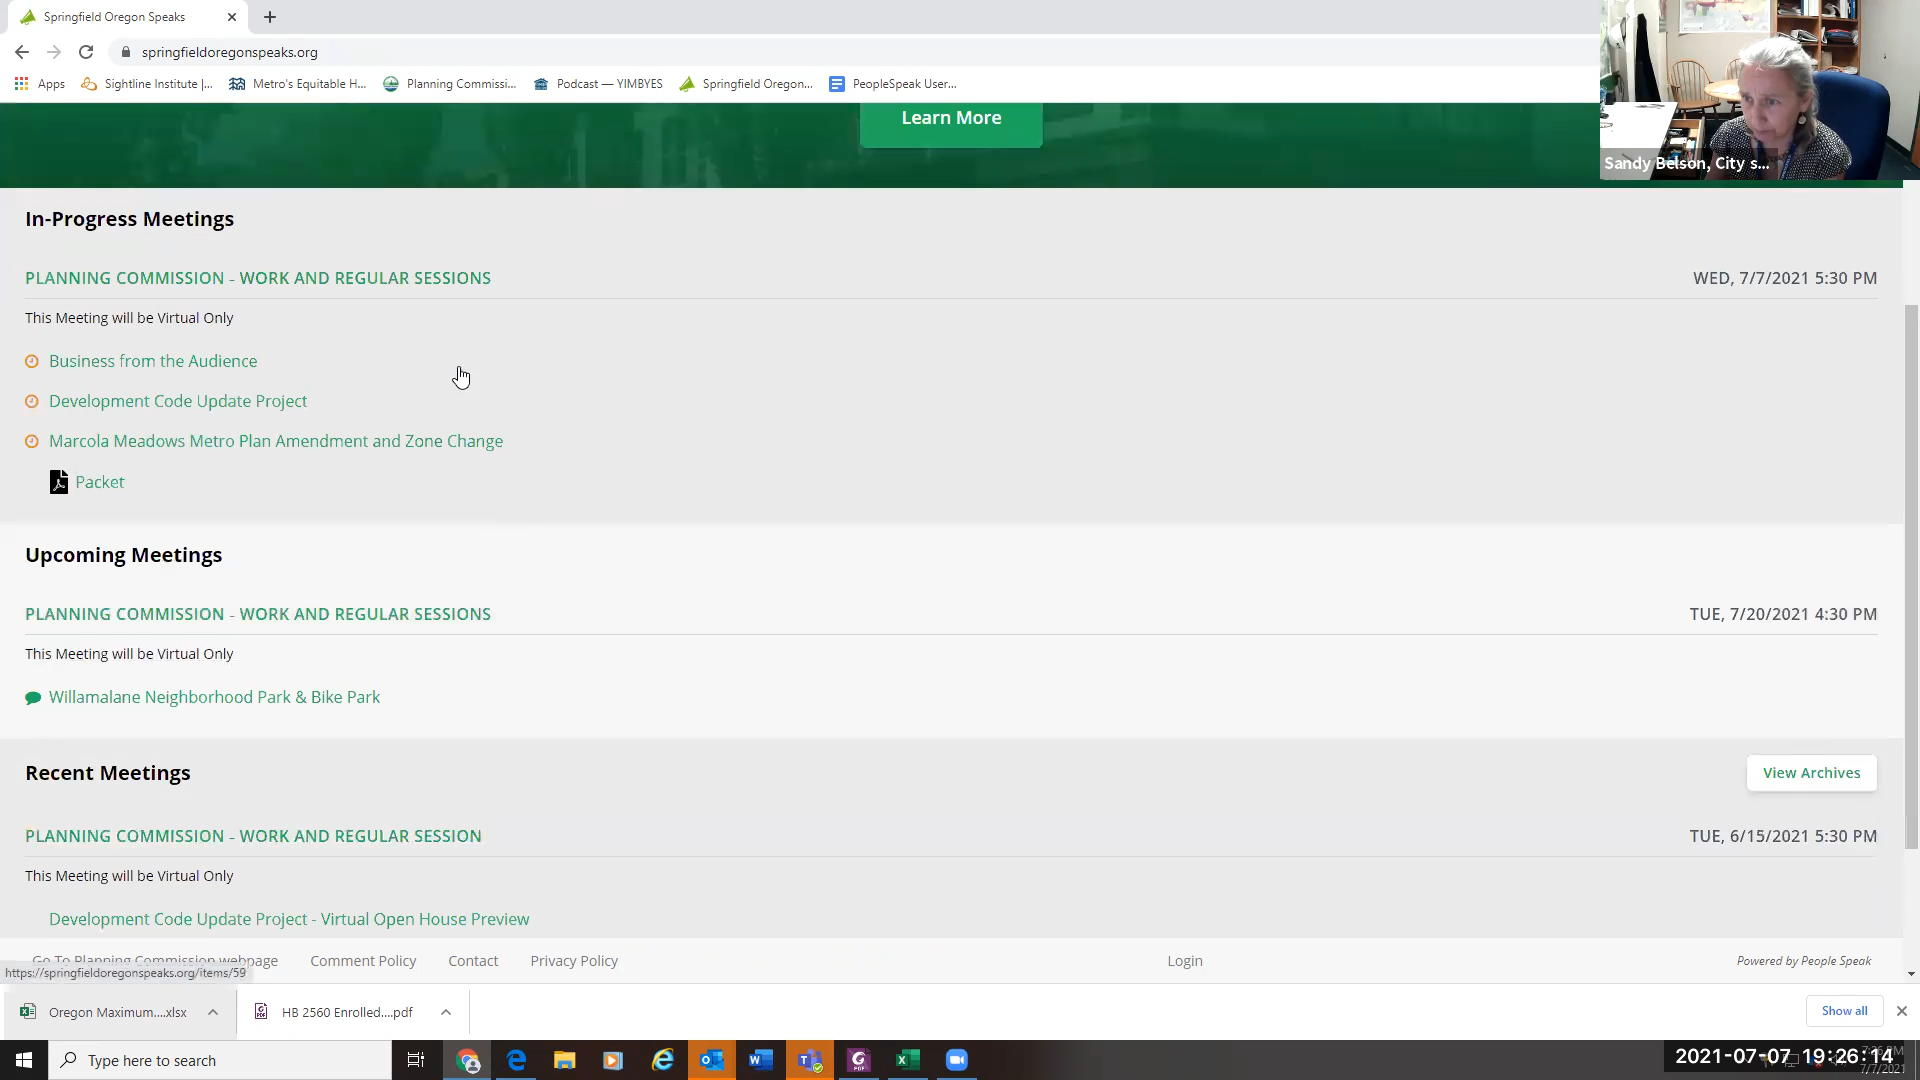 Springfield Oregon Speaks
springfieldoregonspeaks.org
Apps
Sightline Institute |...
Metro's Equitable H...
Planning Commissi...
Podcast — YIMBYES
Springfield Oregon...
PeopleSpeak User...
Sandy Belson, City s...
Learn More
In-Progress Meetings
PLANNING COMMISSION - WORK AND REGULAR SESSIONS
WED, 7/7/2021 5:30 PM
This Meeting will be Virtual Only
Business from the Audience
Development Code Update Project
Marcola Meadows Metro Plan Amendment and Zone Change
Packet
Upcoming Meetings
PLANNING COMMISSION - WORK AND REGULAR SESSIONS
TUE, 7/20/2021 4:30 PM
This Meeting will be Virtual Only
Willamalane Neighborhood Park & Bike Park
Recent Meetings
View Archives
PLANNING COMMISSION - WORK AND REGULAR SESSION
TUE, 6/15/2021 5:30 PM
This Meeting will be Virtual Only
Development Code Update Project - Virtual Open House Preview
Go To Planning Commission webpage
Comment Policy
Contact
Privacy Policy
Login
Powered by People Speak
https://springfieldoregonspeaks.org/items/59
Oregon Maximum....xlsx
HB 2560 Enrolled....pdf
Show all
Type here to search
2021-07-07 19:26:14
7/7/2021